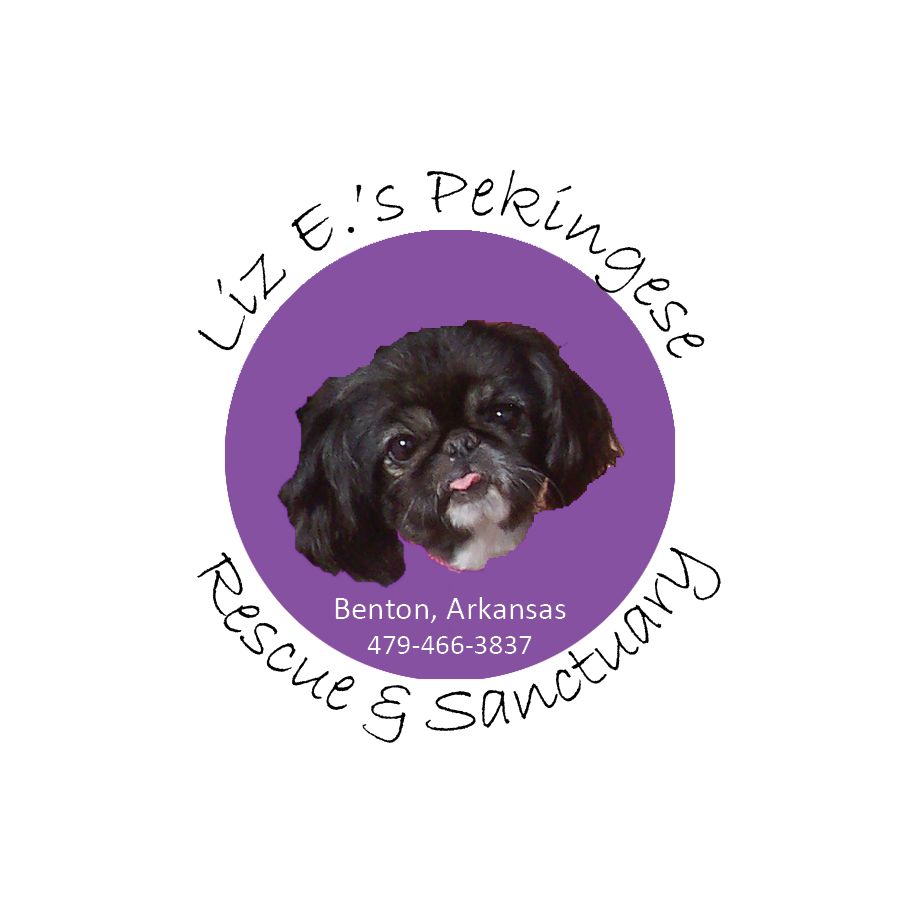 Liz E.'s Pekingese
Benton, Arkansas
479-466-3837
Rescue & Sanctuary